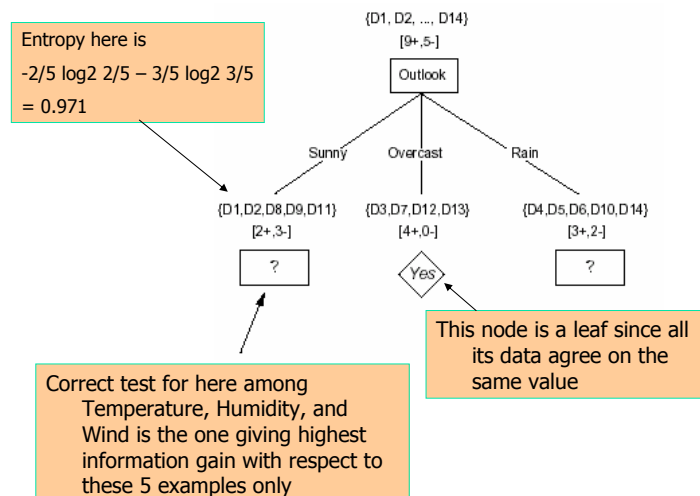 {D1, D2, ..., D14}
[9+,5-]
Outlook
Entropy here is
-2/5 log2 2/5 – 3/5 log2 3/5
= 0.971
Sunny Overcast Rain
{D1,D2,D8,D9,D11} {D3,D7,D12,D13} {D4,D5,D6,D10,D14}
[2+,3-] [4+,0-] [3+,2-]
? Yes ?
This node is a leaf since all
its data agree on the
same value
Correct test for here among
Temperature, Humidity, and
Wind is the one giving highest
information gain with respect to
these 5 examples only